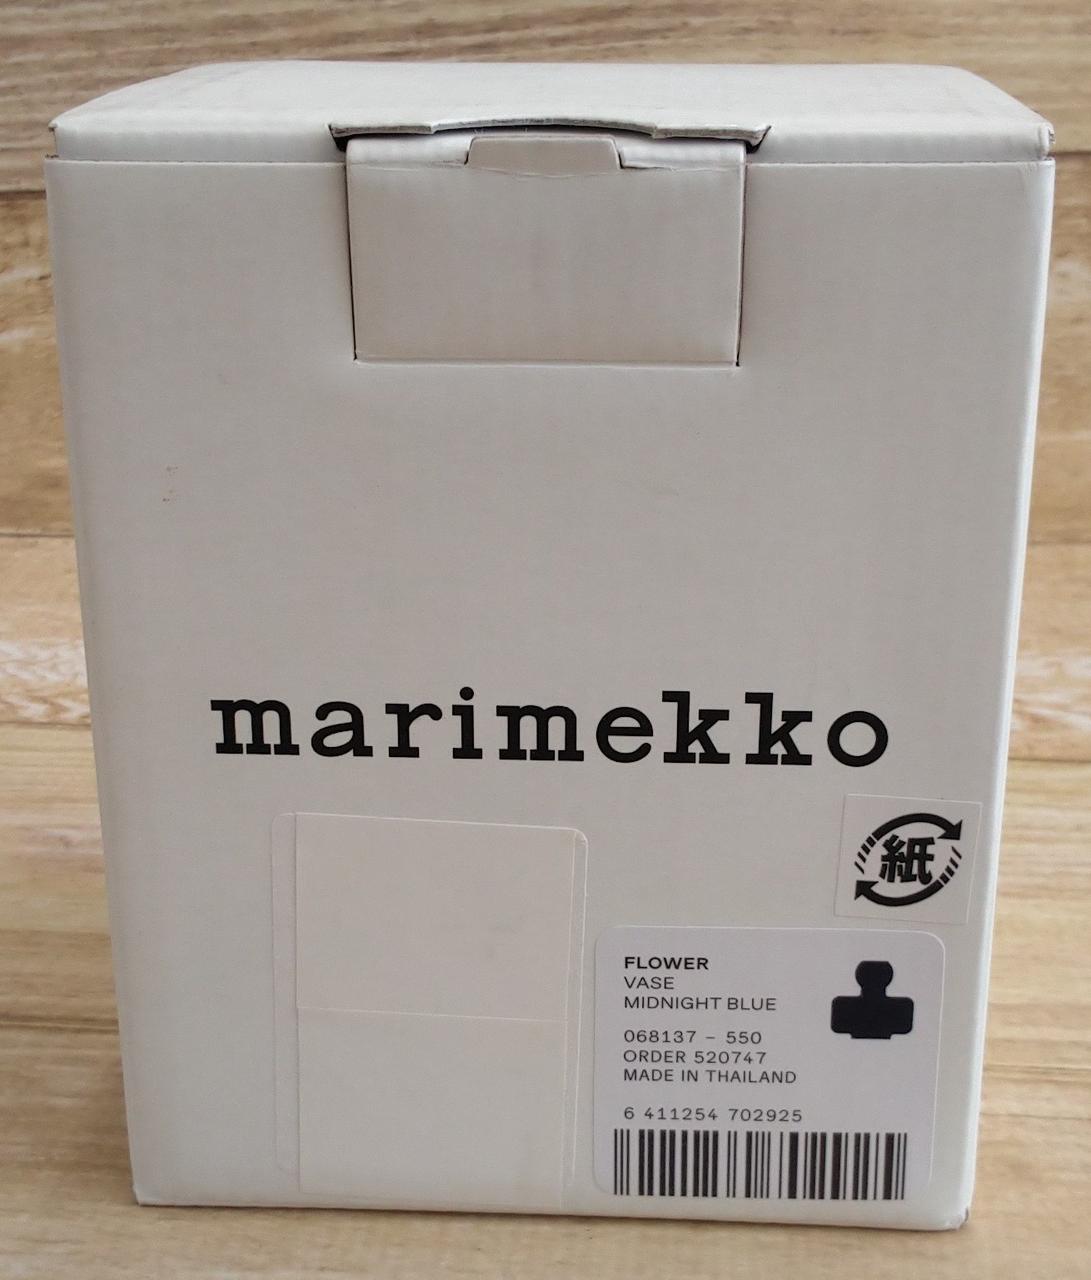 marimekko
紙
FLOWER
VASE
MIDNIGHT BLUE
068137 – 550
ORDER 520747
MADE IN THAILAND
6 411254 702925